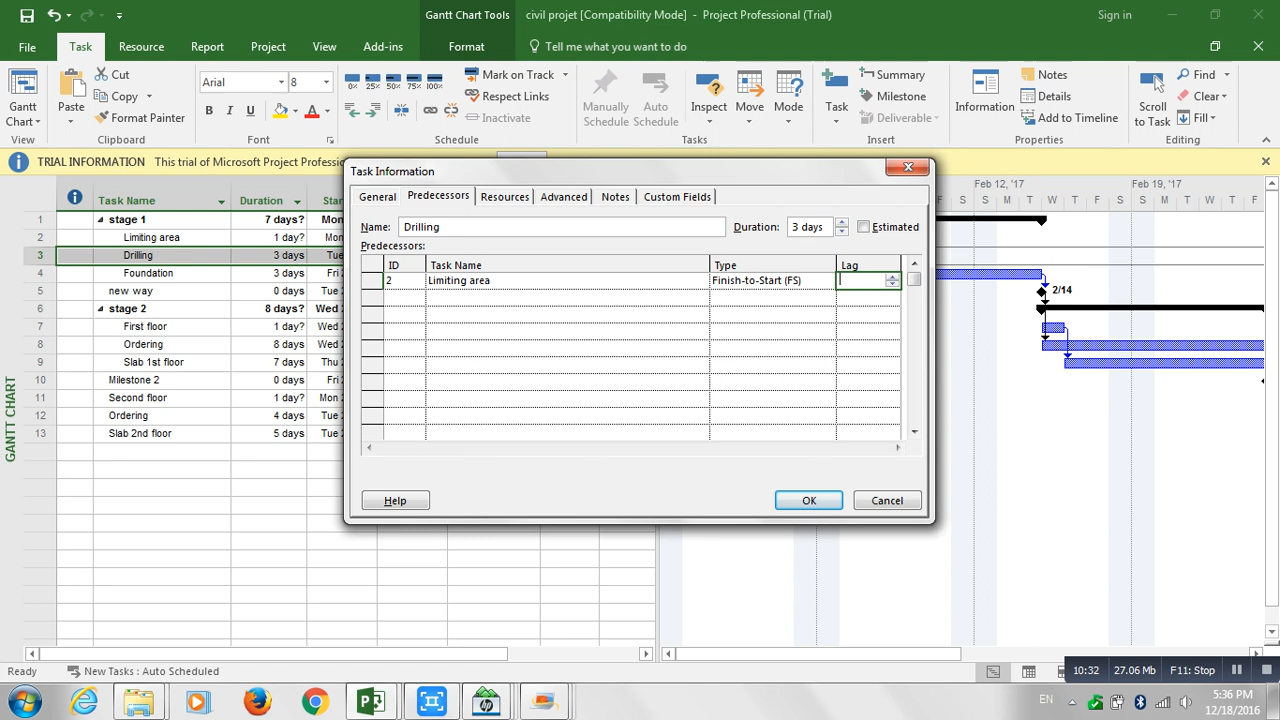 Gantt Chart Tools
civil projet [Compatibility Mode] - Project Professional (Trial)
Sign in
File Task Resource Report Project View Add-ins Format Tell me what you want to do
Gantt Chart
View
Paste
Cut
Copy
Format Painter
Clipboard
Arial 8
B I U A
Font
0% 25% 50% 75% 100%
Mark on Track
Respect Links
Inactivate
Schedule
Manually Schedule
Auto Schedule
Inspect Move Mode
Tasks
Task
Summary
Milestone
Deliverable
Insert
Information
Notes
Details
Add to Timeline
Properties
Scroll to Task
Find
Clear
Fill
Editing
TRIAL INFORMATION This trial of Microsoft Project Professio
Task Name Duration Star
1 stage 1 7 days? Mon
2 Limiting area 1 day? Mon
3 Drilling 3 days Tue
4 Foundation 3 days Fri
5 new way 0 days Tue
6 stage 2 8 days? Wed
7 First floor 1 day? Wed
8 Ordering 8 days Wed
9 Slab 1st floor 7 days Thu
10 Milestone 2 0 days Fri
11 Second floor 1 day? Mon
12 Ordering 4 days Tue
13 Slab 2nd floor 5 days Tue
GANTT CHART
Task Information
General Predecessors Resources Advanced Notes Custom Fields
Name: Drilling Duration: 3 days Estimated
Predecessors:
ID Task Name Type Lag
2 Limiting area Finish-to-Start (FS)
Help OK Cancel
Feb 12, '17 Feb 19, '17
F S S M T W T F S S M T W T F
2/14
Ready New Tasks : Auto Scheduled
10:32 27.06 Mb F11: Stop
EN
5:36 PM
12/18/2016